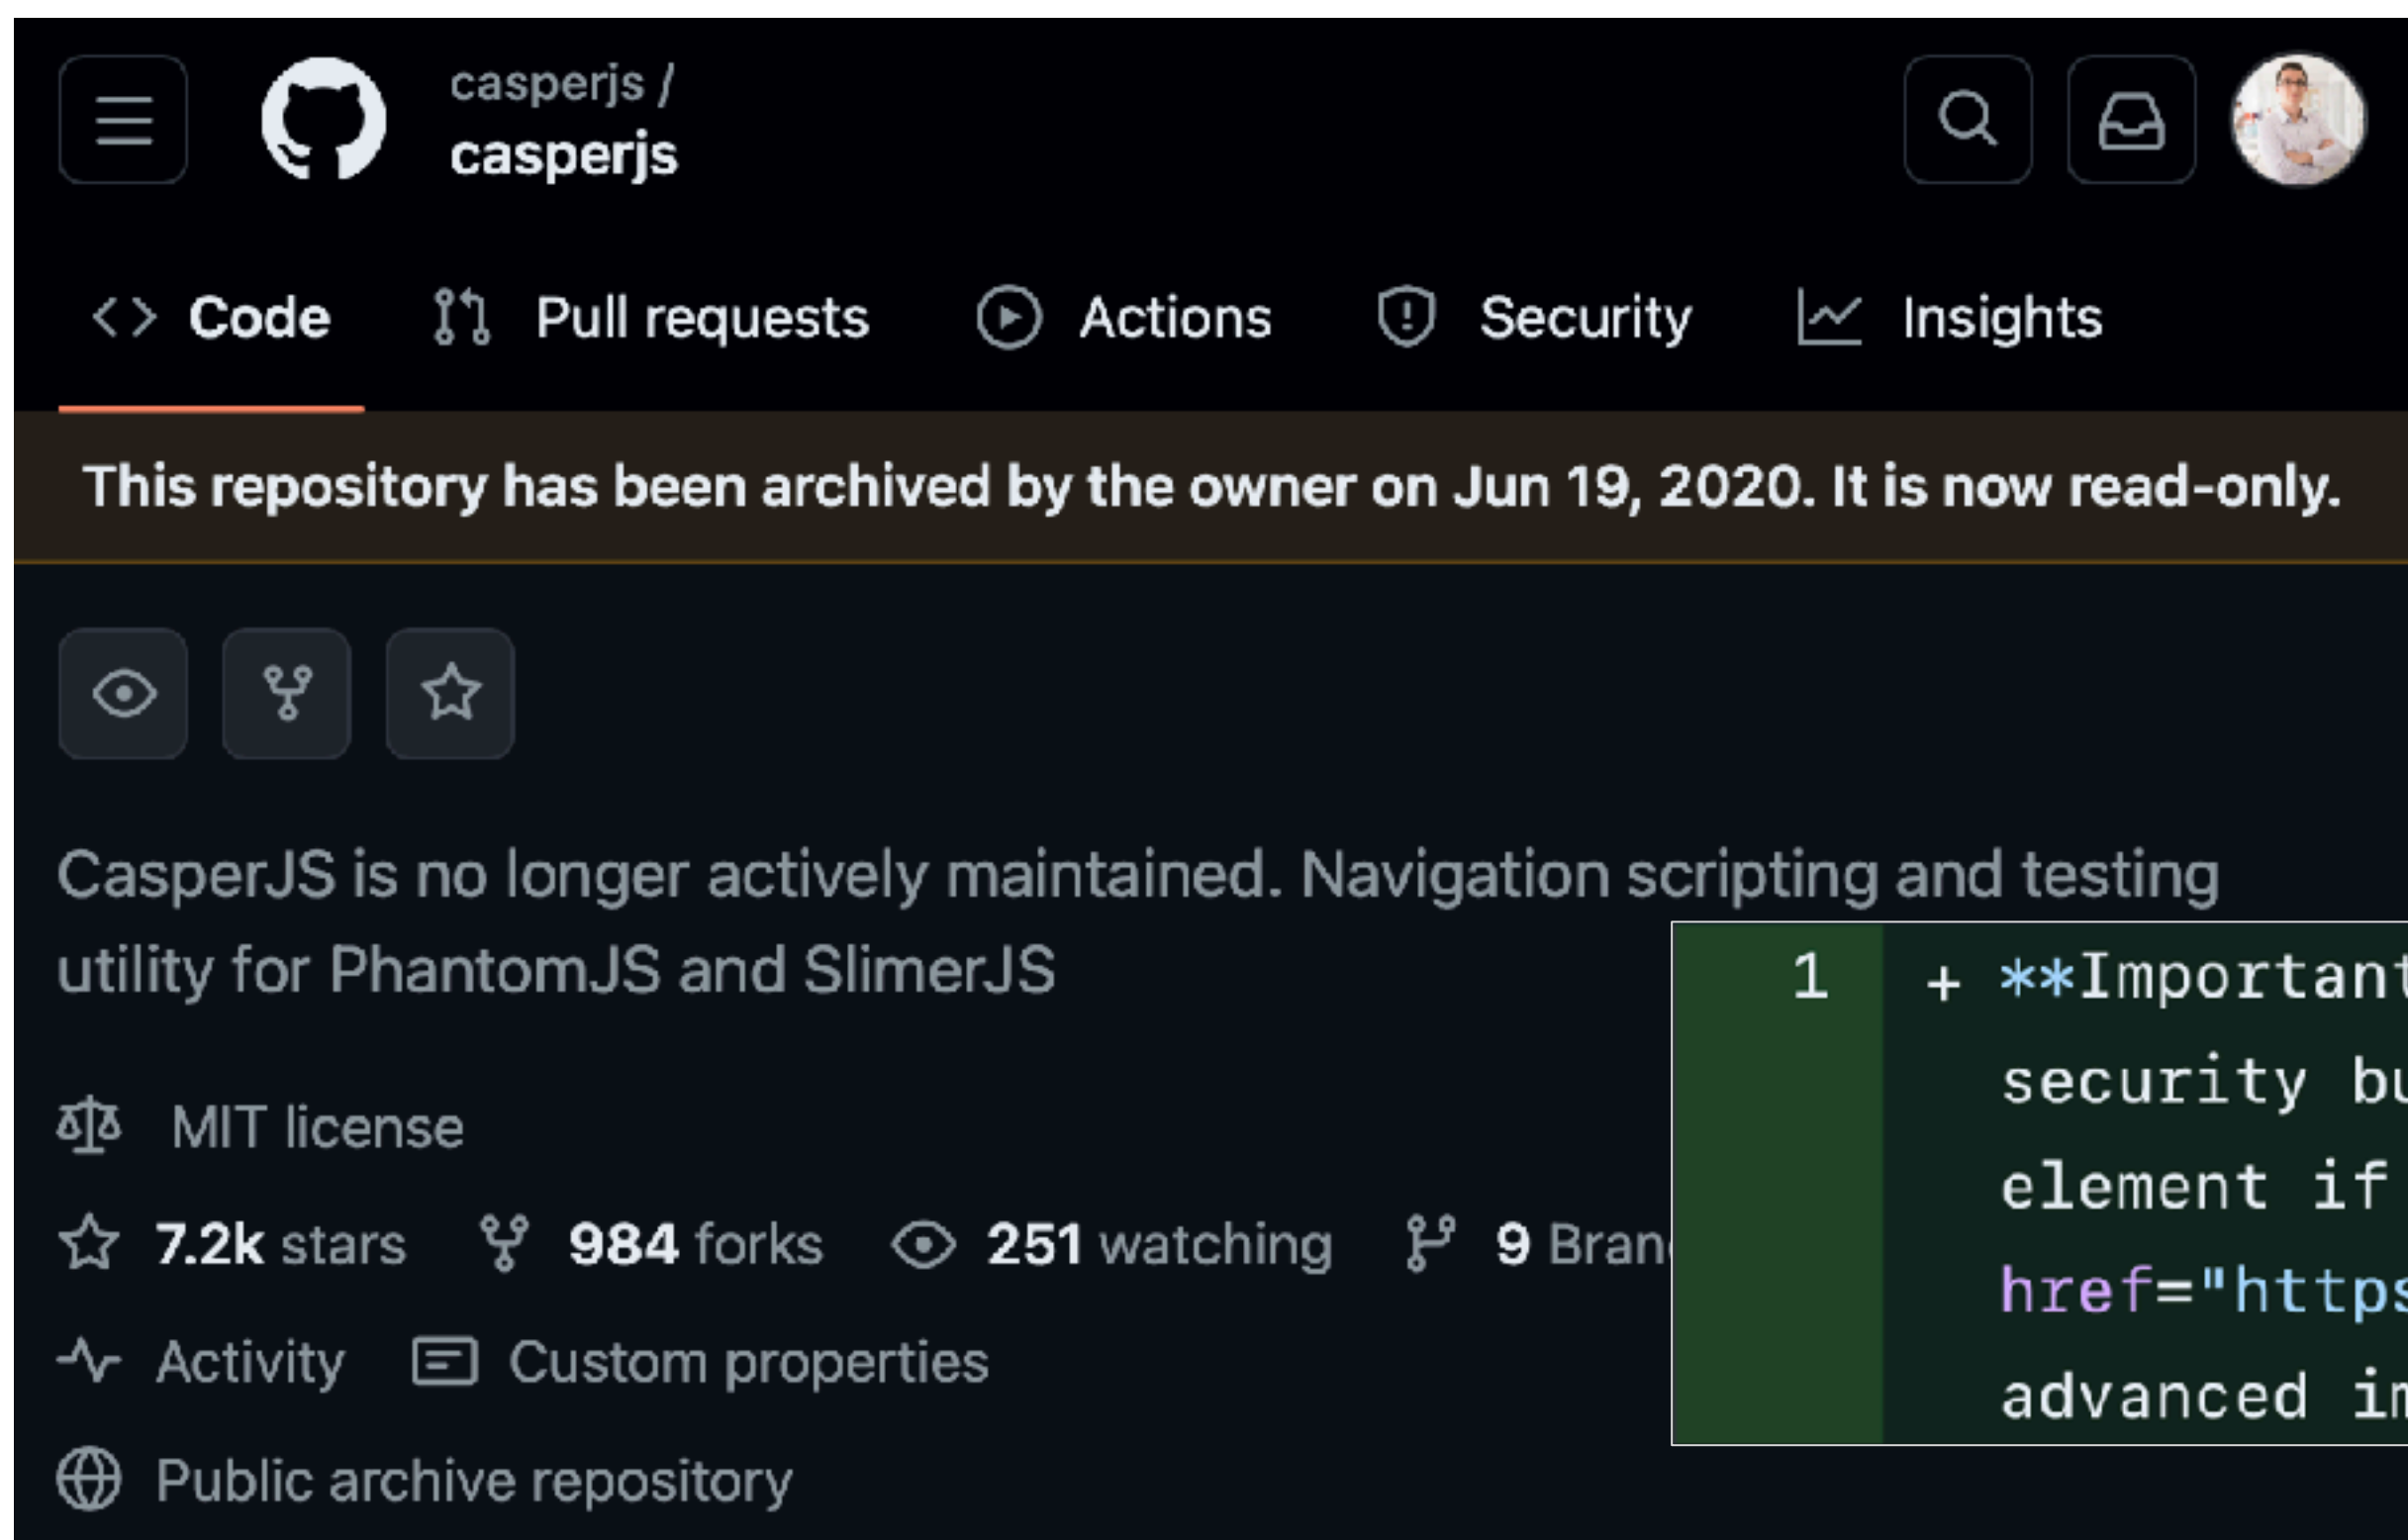 casperjs /
casperjs
Code Pull requests Actions Security Insights
This repository has been archived by the owner on Jun 19, 2020. It is now read-only.
CasperJS is no longer actively maintained. Navigation scripting and testing
utility for PhantomJS and SlimerJS
MIT license
7.2k stars 984 forks 251 watching 9
Activity Custom properties
Public archive repository
1 + **Important
security
element if
href="https
advanced